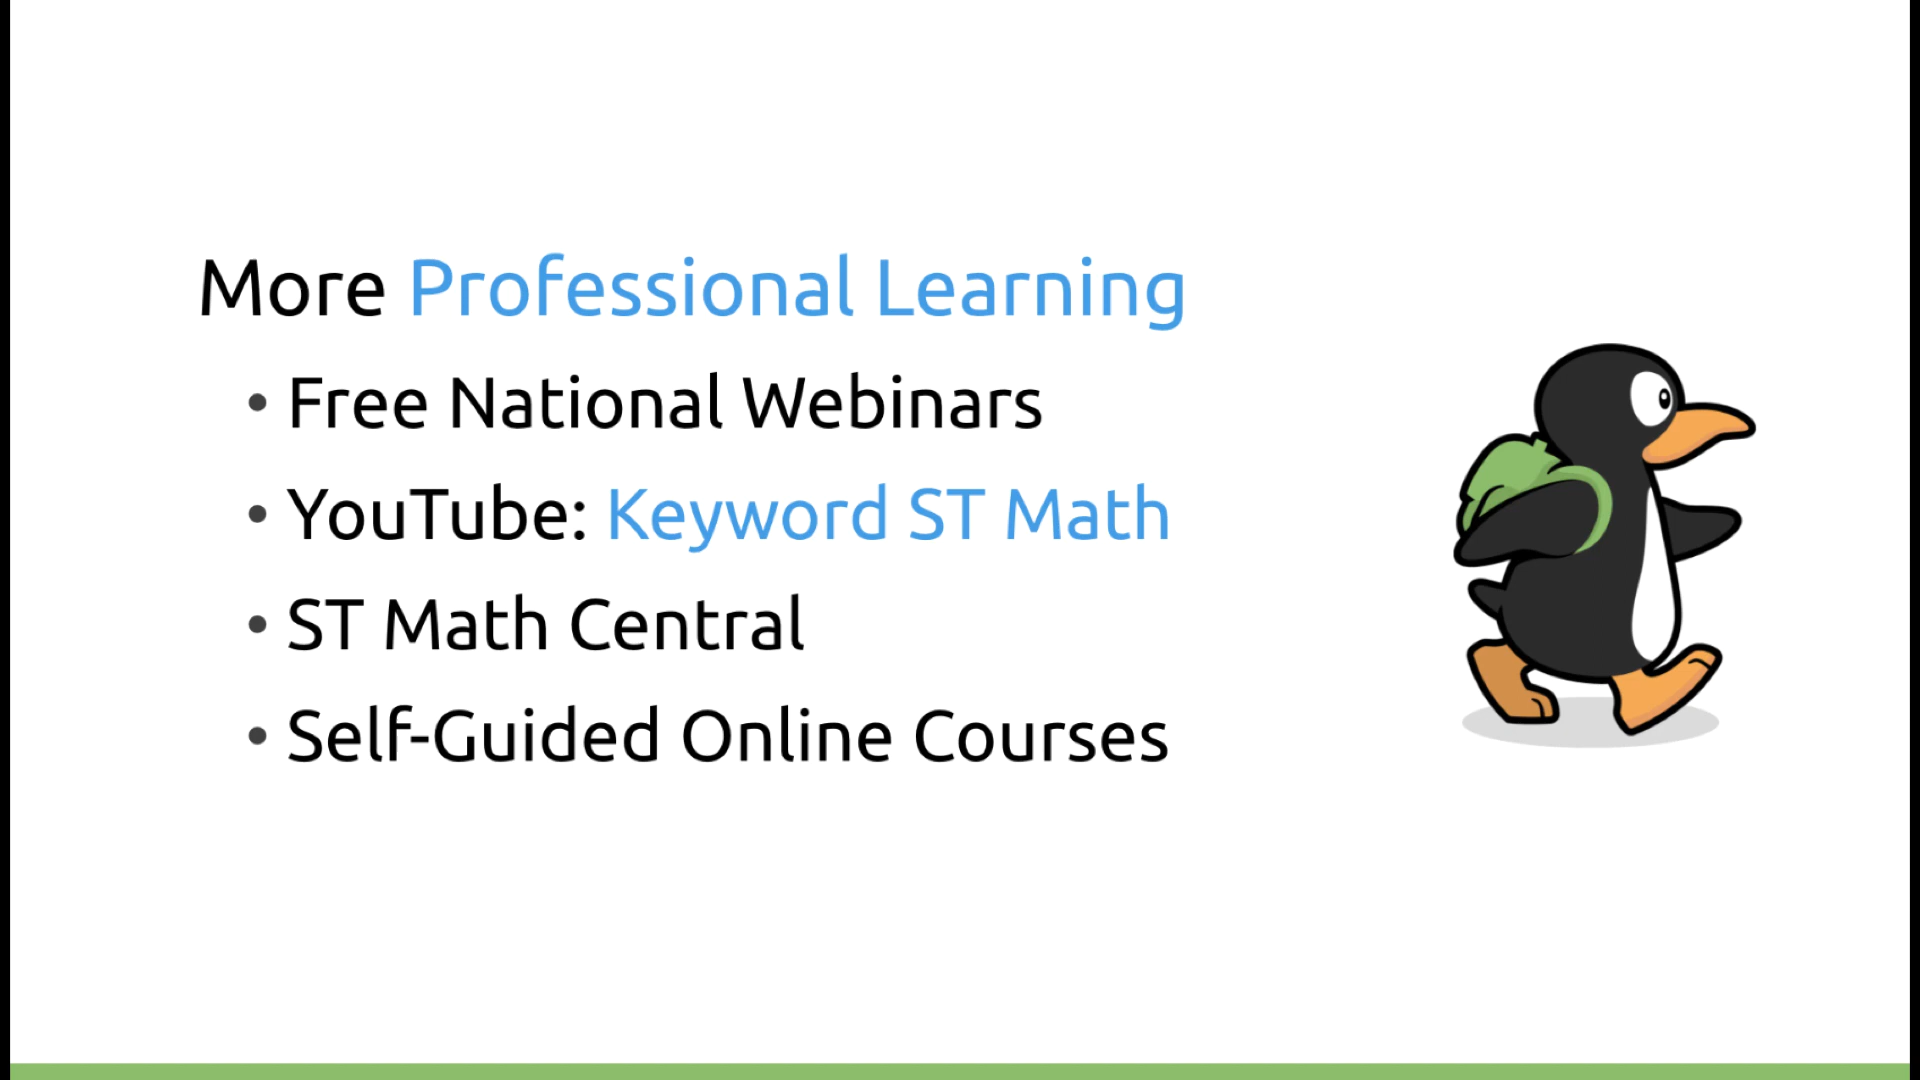 More Professional Learning
• Free National Webinars
• YouTube: Keyword ST Math
• ST Math Central
• Self-Guided Online Courses